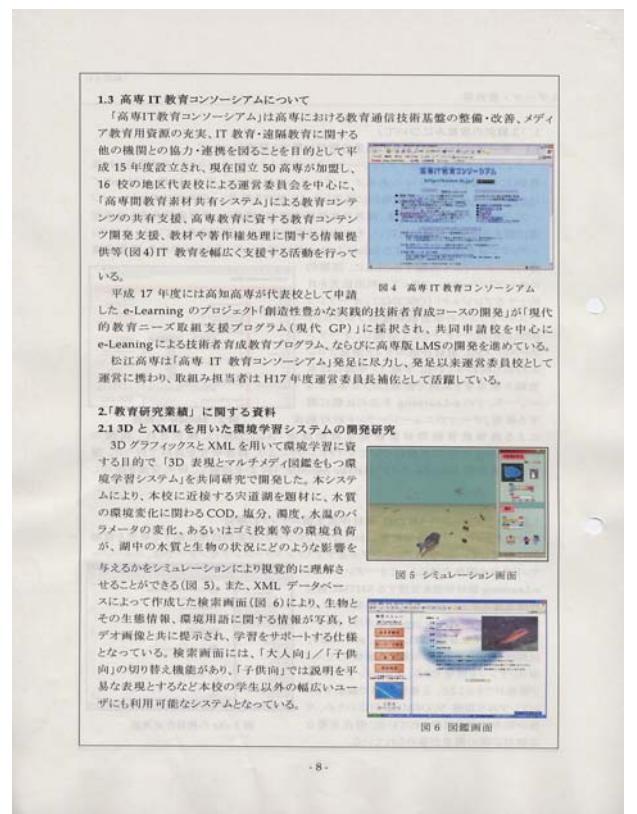 1.3 高専 IT 教育コンソーシアムについて
「高専IT教育コンソーシアム」は高専における教育通信技術基盤の整備・改善、メディ
ア教育用資源の充実、IT 教育・遠隔教育に関する
他の機関との協力・連携を図ることを目的として平
成 15 年度設立され、現在国立 50 高専が加盟し、
16 校の地区代表校による運営委員会を中心に、
「高専間教育素材共有システム」による教育コンテ
ンツの共有支援、高専教育に資する教育コンテン
ツ開発支援、教材や著作権処理に関する情報提
供等(図4)IT 教育を幅広く支援する活動を行って
いる。
高専IT教育コンソーシアム
図 4 高専 IT 教育コンソーシアム
平成 17 年度には高知高専が代表校として申請
した e-Learning のプロジェクト「創造性豊かな実践的技術者育成コースの開発」が「現代
的教育ニーズ取組支援プログラム(現代 GP)」に採択され、共同申請校を中心に
e-Leaningによる技術者育成教育プログラム、ならびに高専版 LMSの開発を進めている。
松江高専は「高専 IT 教育コンソーシアム」発足に尽力し、発足以来運営委員校として
運営に携わり、取組み担当者は H17 年度運営委員長補佐として活躍している。
2.「教育研究業績」に関する資料
2.1 3D と XML を用いた環境学習システムの開発研究
3D グラフィックスと XML を用いて環境学習に資
する目的で「3D 表現とマルチメディ図鑑をもつ環
境学習システム」を共同研究で開発した。本システ
ムにより、本校に近接する宍道湖を題材に、水質
の環境変化に関わる COD, 塩分, 濁度, 水温のパ
ラメータの変化、あるいはゴミ投棄等の環境負荷
が、湖中の水質と生物の状況にどのような影響を
与えるかをシミュレーションにより視覚的に理解さ
せることができる(図 5)。また、XML データベー
スによって作成した検索画面(図 6)により、生物と
その生態情報、環境用語に関する情報が写真, ビ
デオ画像と共に提示され、学習をサポートする仕様
となっている。検索画面には、「大人向」／「子供
向」の切り替え機能があり、「子供向」では説明を平
易な表現とするなど本校の学生以外の幅広いユー
ザにも利用可能なシステムとなっている。
図 5 シミュレーション画面
図 6 図鑑画面
- 8 -